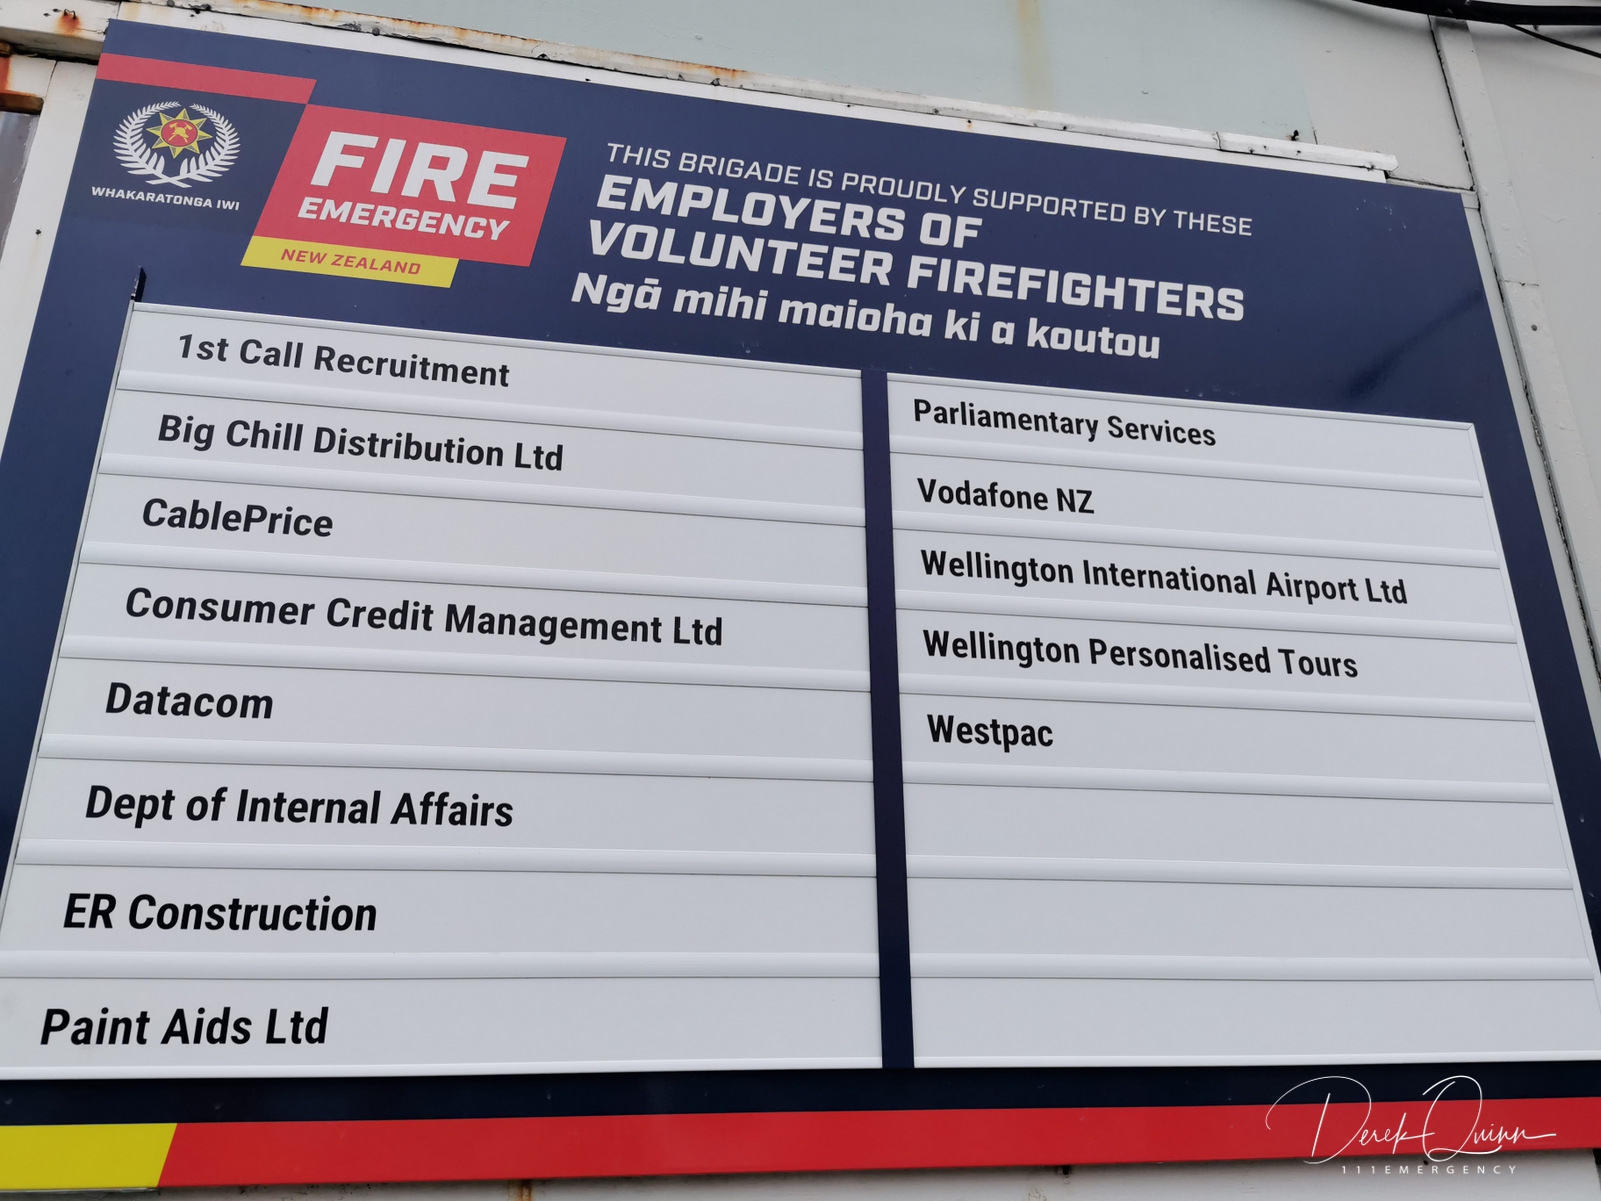 WHAKARATONGA IWI
FIRE
EMERGENCY
NEW ZEALAND
THIS BRIGADE IS PROUDLY SUPPORTED BY THESE
EMPLOYERS OF
VOLUNTEER FIREFIGHTERS
Ngā mihi maioha ki a koutou
1st Call Recruitment
Big Chill Distribution Ltd
CablePrice
Consumer Credit Management Ltd
Datacom
Dept of Internal Affairs
ER Construction
Paint Aids Ltd
Parliamentary Services
Vodafone NZ
Wellington International Airport Ltd
Wellington Personalised Tours
Westpac
Derek Quinn
111EMERGENCY